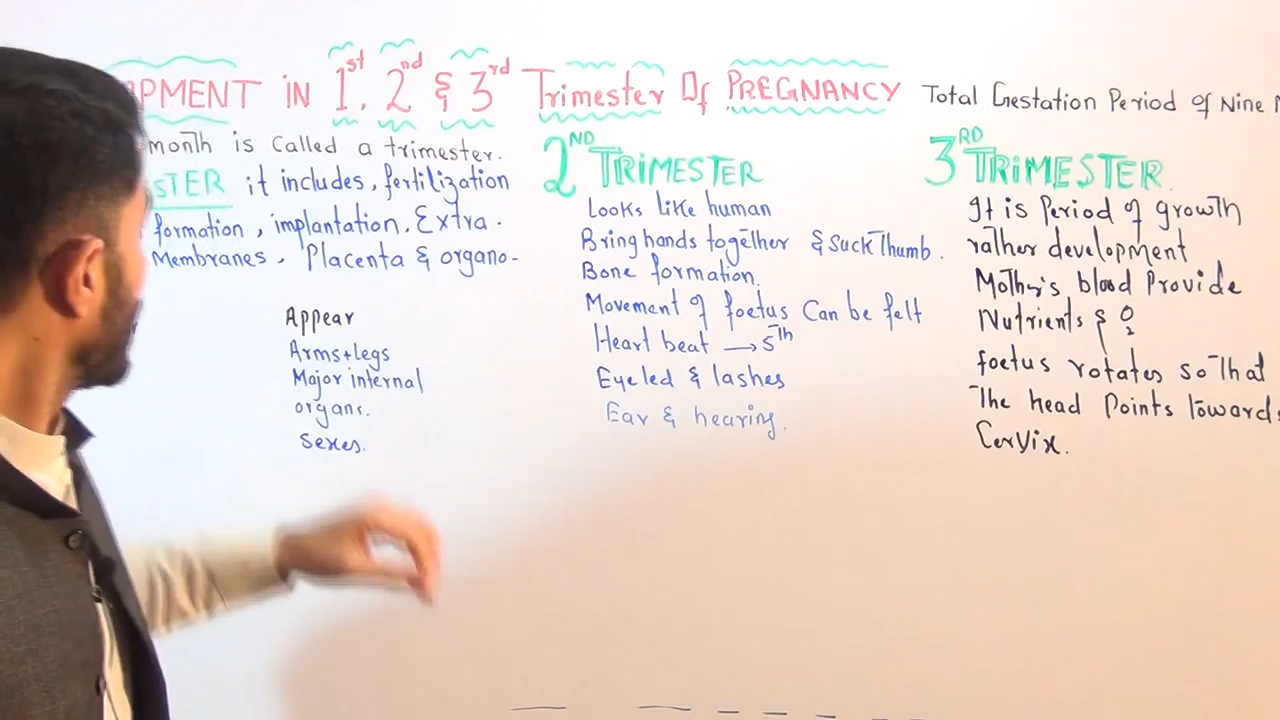 PMENT IN 1st, 2nd & 3rd Trimester Of PREGNANCY
Total Gestation Period of Nine
month is called a trimester.
STER it includes, fertilization
formation, implantation, Extra.
Membranes, Placenta & organo-
Appear
Arms+legs
Major internal
organs.
Sexes.
2ND TRIMESTER
Looks like human
Bring hands together & Suck Thumb.
Bone formation.
Movement of foetus Can be felt
Heart beat → 5Th
Eyeled & lashes
Ear & hearing.
3RD TRIMESTER.
It is Period of growth
rather development
Mother's blood Provide
Nutrients & O2
foetus rotates so That
The head Points Towards
Cervix.